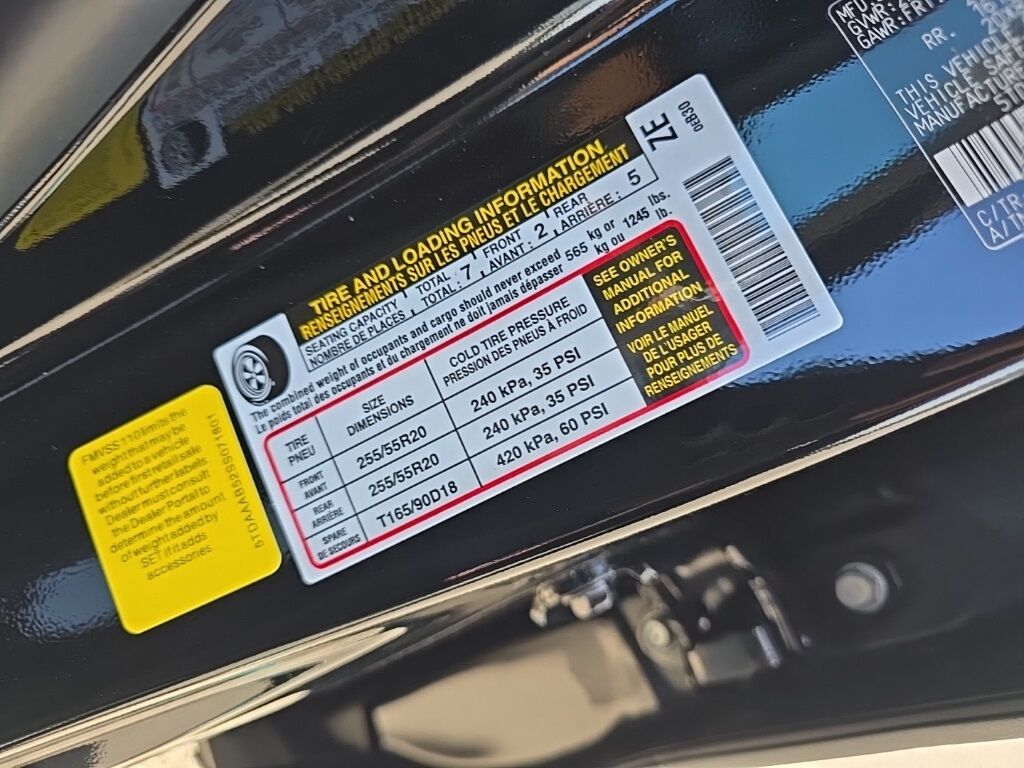 TIRE AND LOADING INFORMATION
RENSEIGNEMENTS SUR LES PNEUS ET LE CHARGEMENT
ZE
0EB30
SEATING CAPACITY TOTAL FRONT REAR
NOMBRE DE PLACES TOTAL: 7 AVANT: 2 ARRIÈRE: 5
The combined weight of occupants and cargo should never exceed 565 kg or 1245 lbs.
Le poids total des occupants et du chargement ne doit jamais dépasser kg ou lb.
TIRE SIZE COLD TIRE PRESSURE
PNEU DIMENSIONS PRESSION DES PNEUS À FROID
FRONT
AVANT 255/55R20 240 kPa, 35 PSI
REAR
ARRIÈRE 255/55R20 240 kPa, 35 PSI
SPARE
DE SECOURS T165/90D18 420 kPa, 60 PSI
SEE OWNER'S
MANUAL FOR
ADDITIONAL
INFORMATION
VOIR LE MANUEL
DE L'USAGER
POUR PLUS DE
RENSEIGNEMENTS
FMVSS 110 limits the
weight that may be
added to a vehicle
before first retail sale
without further labels.
Dealer must consult
the Dealer Portal to
determine the amount
of weight added by
SET if it adds
accessories
5TDAAAB52SS071801
GVWR:
GAWR:FRT
RR.
THIS VEHICLE
VEHICLE SAFE
MANUFACTURE
C/TR
A/TR